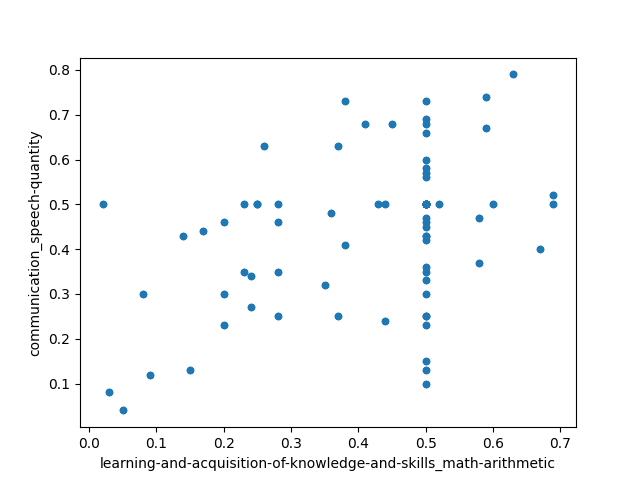 0.8
0.7
0.6
0.5
0.4
0.3
0.2
0.1
communication_speech-quantity
0.0 0.1 0.2 0.3 0.4 0.5 0.6 0.7
learning-and-acquisition-of-knowledge-and-skills_math-arithmetic